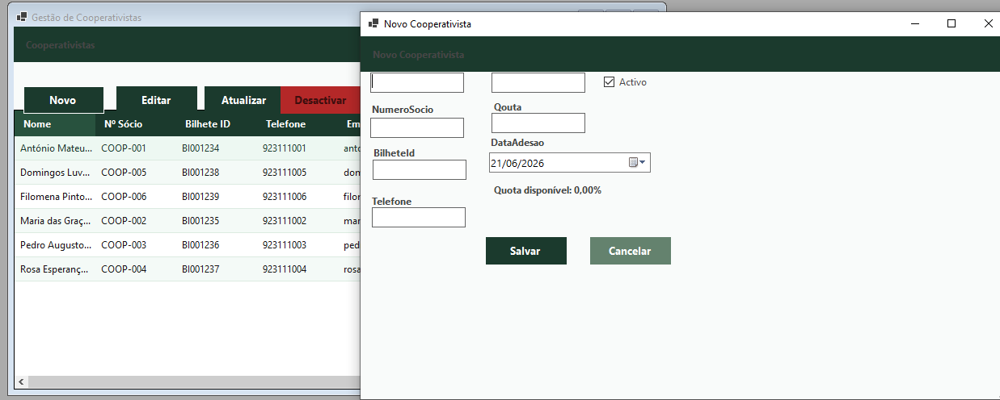 Gestão de Cooperativistas
Cooperativistas
Novo Editar Atualizar Desactivar
Nome Nº Sócio Bilhete ID Telefone Em
António Mateu... COOP-001 BI001234 923111001 antó
Domingos Luv... COOP-005 BI001238 923111005 don
Filomena Pinto... COOP-006 BI001239 923111006 filor
Maria das Graç... COOP-002 BI001235 923111002 mar
Pedro Augusto... COOP-003 BI001236 923111003 ped
Rosa Esperanç... COOP-004 BI001237 923111004 rosa
Novo Cooperativista
Novo Cooperativista
Activo
NumeroSocio
Qouta
BilheteId
DataAdesao
21/06/2026
Telefone
Quota disponível: 0,00%
Salvar Cancelar